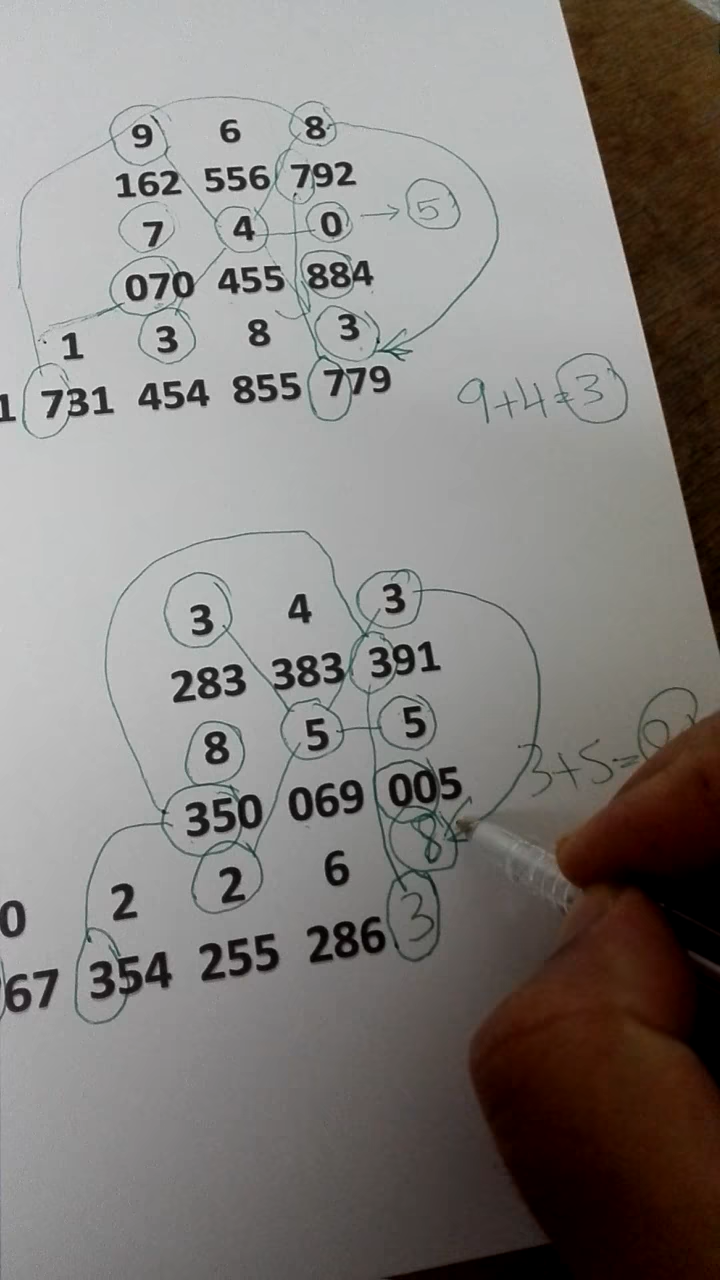 9 6 8
162 556 792
7 4 0 → 5
070 455 884
1 3 8 3
1 731 454 855 779
9+4=3
3 4 3
283 383 391
8 5 5
3+5=
350 069 005
8
0 2 2 6
67 354 255 286 3